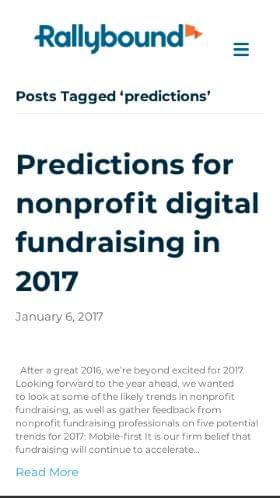 Rallybound
Posts Tagged ‘predictions’
Predictions for
nonprofit digital
fundraising in
2017
January 6, 2017
After a great 2016, we’re beyond excited for 2017.
Looking forward to the year ahead, we wanted
to look at some of the likely trends in nonprofit
fundraising, as well as gather feedback from
nonprofit fundraising professionals on five potential
trends for 2017: Mobile-first It is our firm belief that
fundraising will continue to accelerate...
Read More